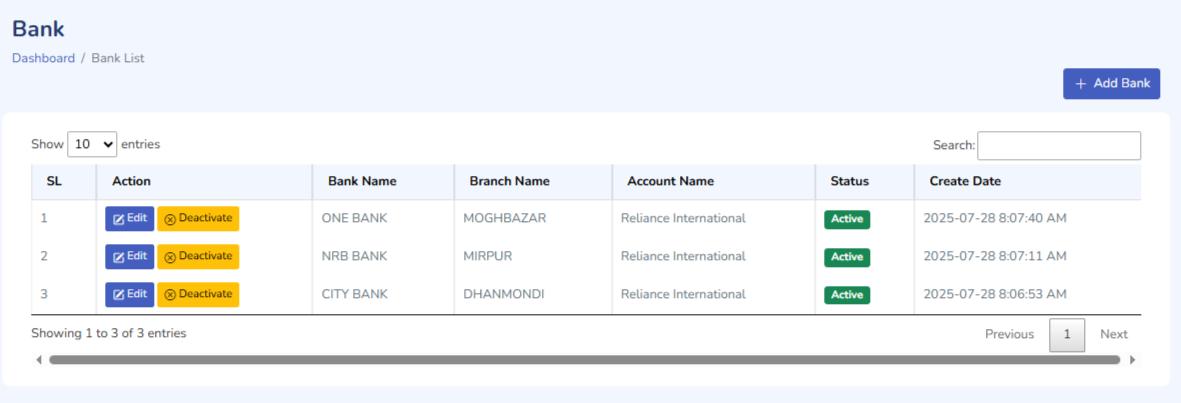 Bank
Dashboard / Bank List
+ Add Bank
Show 10 entries Search:
SL Action Bank Name Branch Name Account Name Status Create Date
1 Edit Deactivate ONE BANK MOGHBAZAR Reliance International Active 2025-07-28 8:07:40 AM
2 Edit Deactivate NRB BANK MIRPUR Reliance International Active 2025-07-28 8:07:11 AM
3 Edit Deactivate CITY BANK DHANMONDI Reliance International Active 2025-07-28 8:06:53 AM
Showing 1 to 3 of 3 entries Previous 1 Next